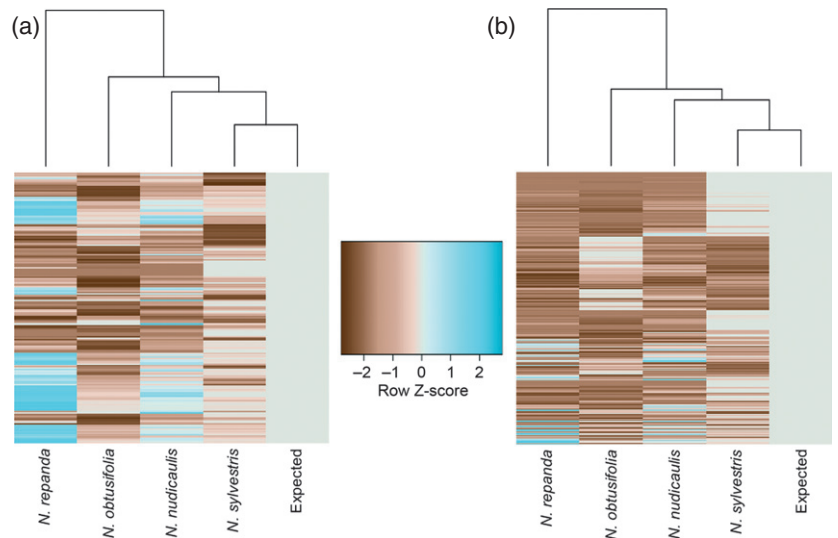 (a)
(b)
−2 −1 0 1 2
Row Z-score
N. repanda
N. obtusifolia
N. nudicaulis
N. sylvestris
Expected
N. repanda
N. obtusifolia
N. nudicaulis
N. sylvestris
Expected